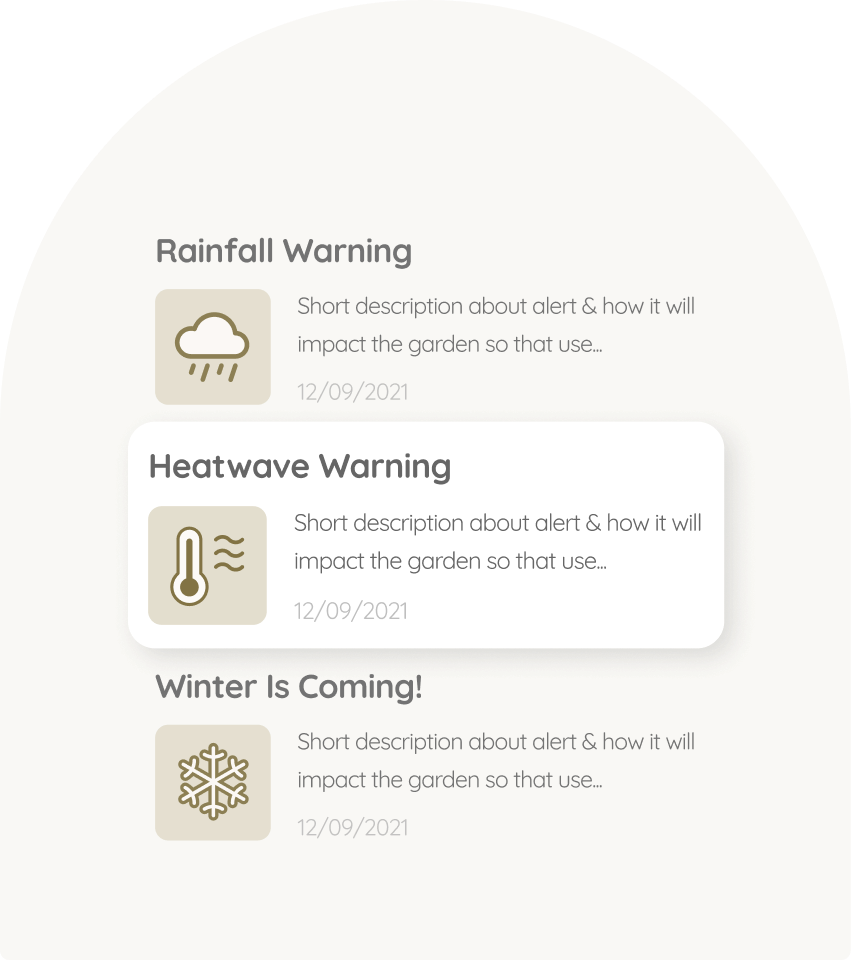 Rainfall Warning
Short description about alert & how it will
impact the garden so that use...
12/09/2021
Heatwave Warning
Short description about alert & how it will
impact the garden so that use...
12/09/2021
Winter Is Coming!
Short description about alert & how it will
impact the garden so that use...
12/09/2021